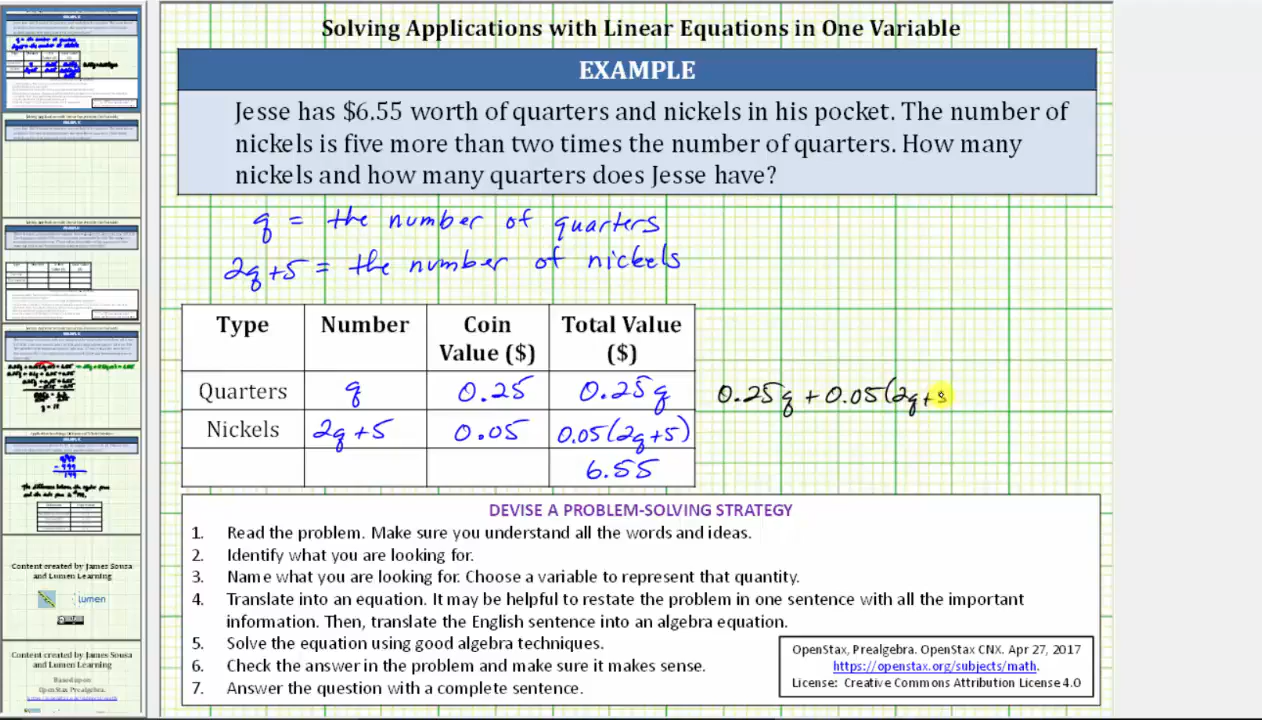 Solving Applications with Linear Equations in One Variable
EXAMPLE
Jesse has $6.55 worth of quarters and nickels in his pocket. The number of
nickels is five more than two times the number of quarters. How many
nickels and how many quarters does Jesse have?
q = the number of quarters
2q+5 = the number of nickels
Type Number Coin Value ($) Total Value ($)
Quarters q 0.25 0.25q
0.25q + 0.05(2q+5
Nickels 2q+5 0.05 0.05(2q+5)
6.55
DEVISE A PROBLEM-SOLVING STRATEGY
1. Read the problem. Make sure you understand all the words and ideas.
2. Identify what you are looking for.
3. Name what you are looking for. Choose a variable to represent that quantity.
4. Translate into an equation. It may be helpful to restate the problem in one sentence with all the important
information. Then, translate the English sentence into an algebra equation.
5. Solve the equation using good algebra techniques.
6. Check the answer in the problem and make sure it makes sense.
7. Answer the question with a complete sentence.
OpenStax, Prealgebra. OpenStax CNX. Apr 27, 2017
https://openstax.org/subjects/math.
License: Creative Commons Attribution License 4.0
Content created by James Sousa
and Lumen Learning
lumen
Content created by James Sousa
and Lumen Learning
Based upon
OpenStax Prealgebra.